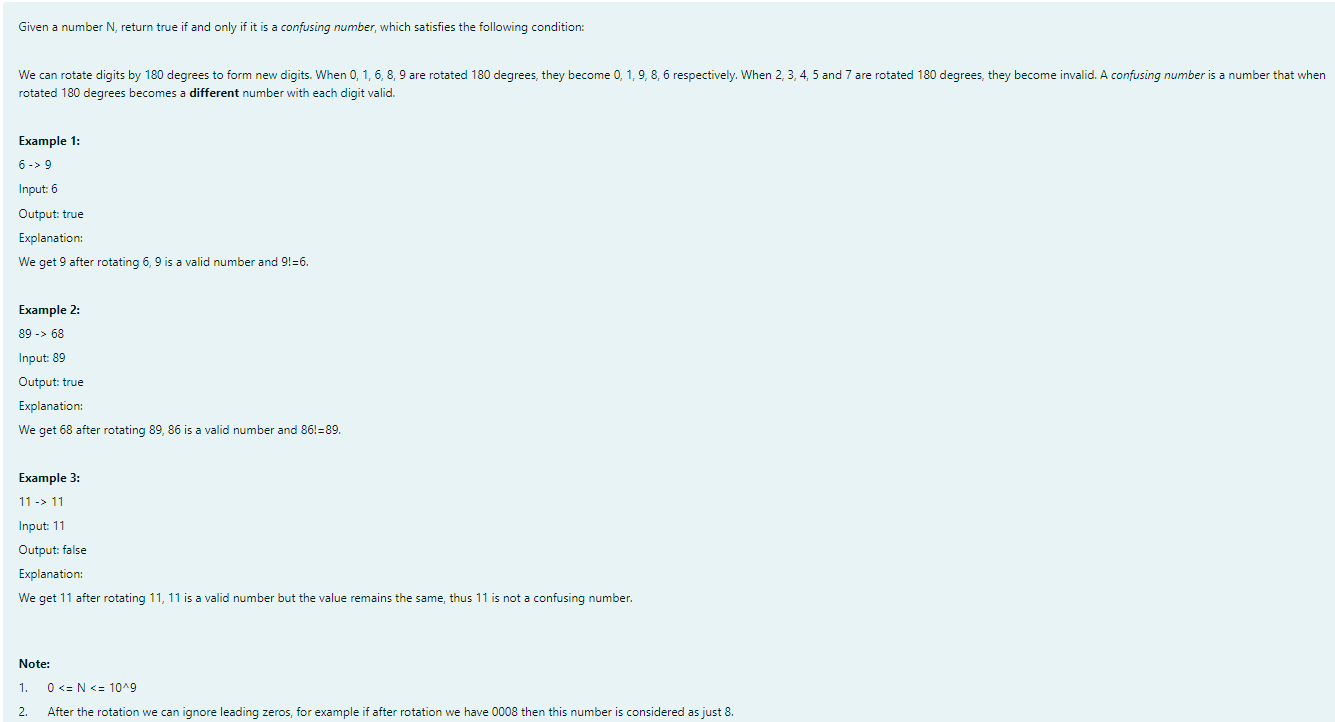 Given a number N, return true if and only if it is a confusing number, which satisfies the following condition:
We can rotate digits by 180 degrees to form new digits. When 0, 1, 6, 8, 9 are rotated 180 degrees, they become 0, 1, 9, 8, 6 respectively. When 2, 3, 4, 5 and 7 are rotated 180 degrees, they become invalid. A confusing number is a number that when
rotated 180 degrees becomes a different number with each digit valid.
Example 1:
6 -> 9
Input: 6
Output: true
Explanation:
We get 9 after rotating 6, 9 is a valid number and 9!=6.
Example 2:
89 -> 68
Input: 89
Output: true
Explanation:
We get 68 after rotating 89, 86 is a valid number and 86!=89.
Example 3:
11 -> 11
Input: 11
Output: false
Explanation:
We get 11 after rotating 11, 11 is a valid number but the value remains the same, thus 11 is not a confusing number.
Note:
1. 0 <= N <= 10^9
2. After the rotation we can ignore leading zeros, for example if after rotation we have 0008 then this number is considered as just 8.